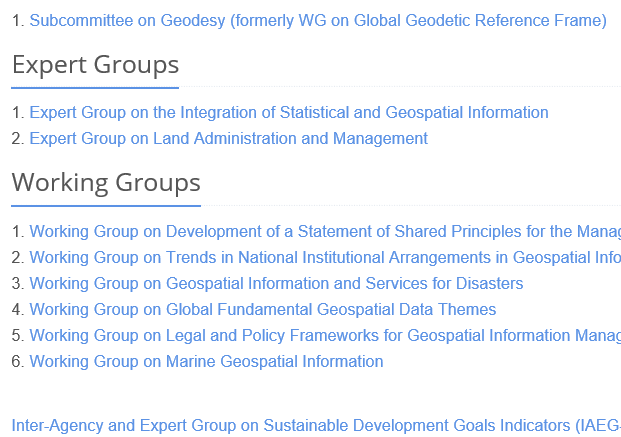 1. Subcommittee on Geodesy (formerly WG on Global Geodetic Reference Frame)
Expert Groups
1. Expert Group on the Integration of Statistical and Geospatial Information
2. Expert Group on Land Administration and Management
Working Groups
1. Working Group on Development of a Statement of Shared Principles for the Manag
2. Working Group on Trends in National Institutional Arrangements in Geospatial Info
3. Working Group on Geospatial Information and Services for Disasters
4. Working Group on Global Fundamental Geospatial Data Themes
5. Working Group on Legal and Policy Frameworks for Geospatial Information Manag
6. Working Group on Marine Geospatial Information
Inter-Agency and Expert Group on Sustainable Development Goals Indicators (IAEG-